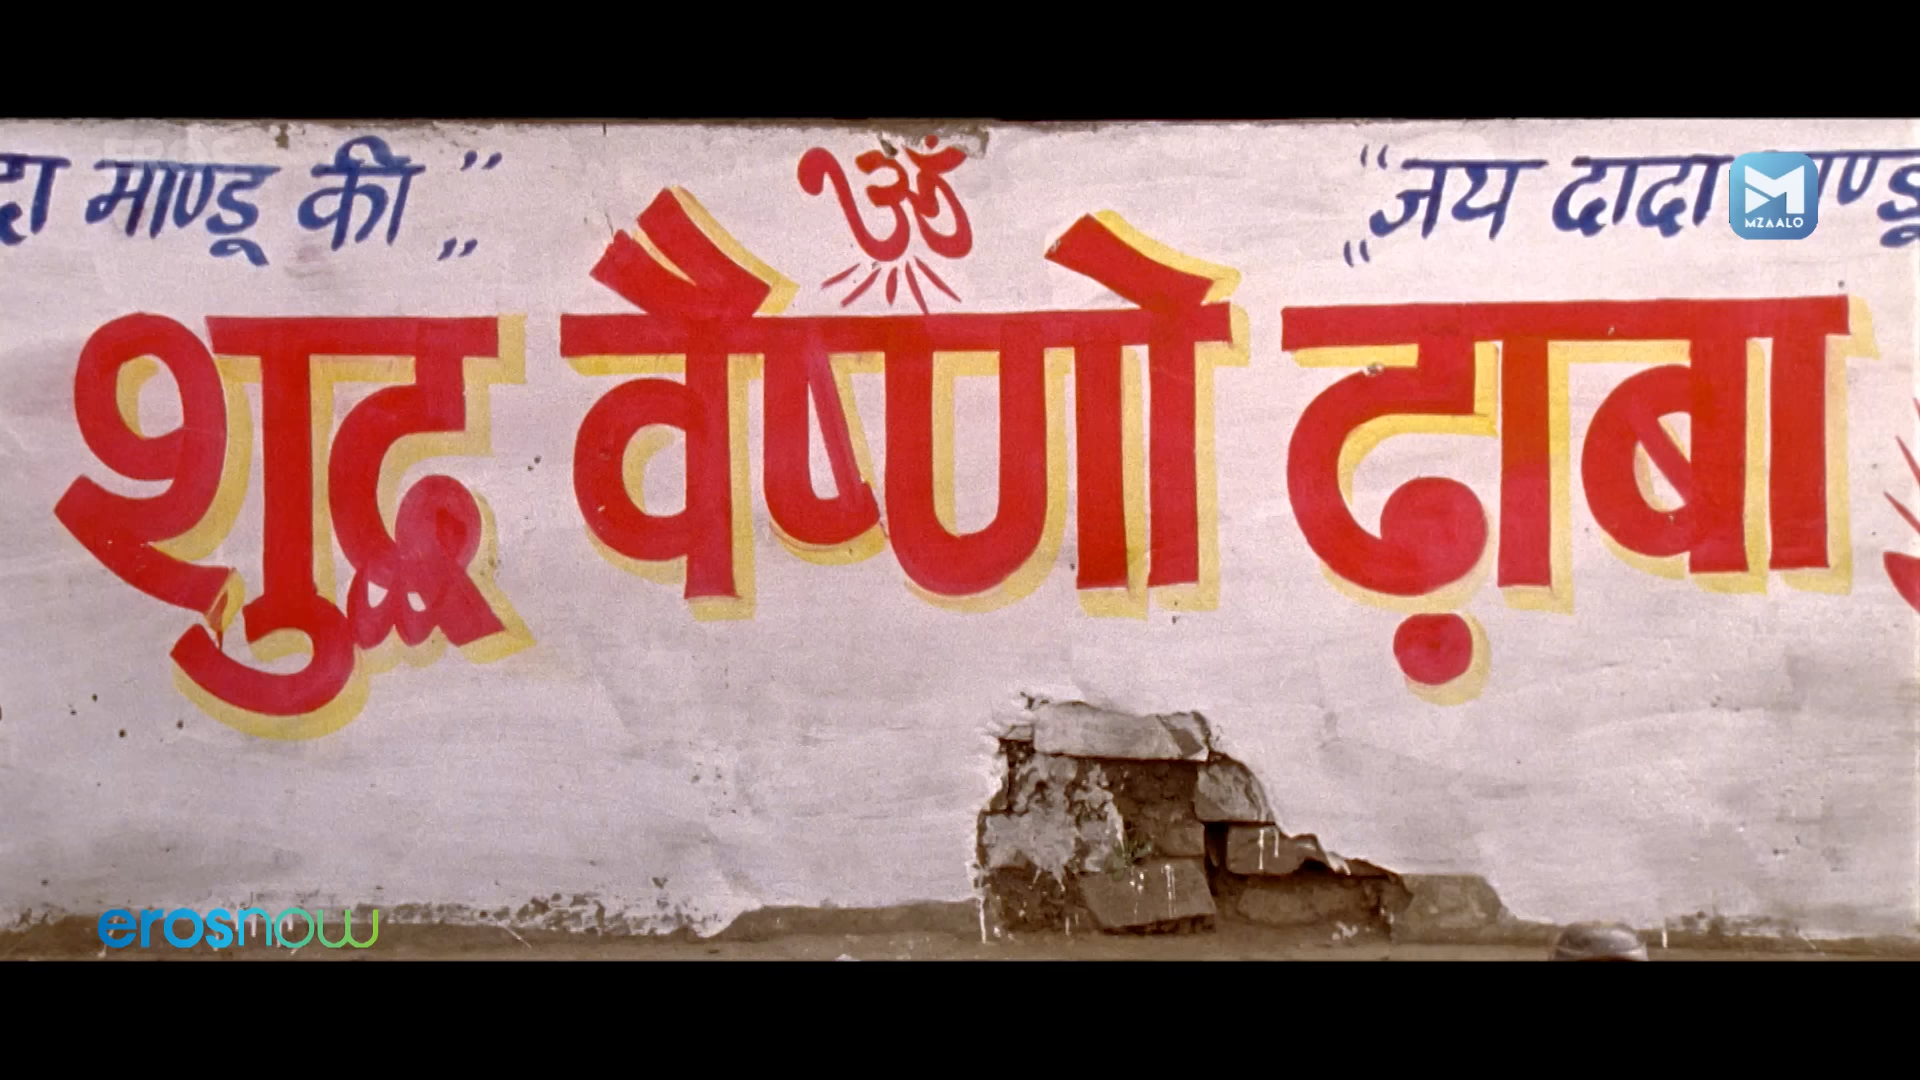 माण्डू की "
ॐ
"जय दादा
MZAALO
शुद्ध वैष्णो ढ़ाबा
erosnow